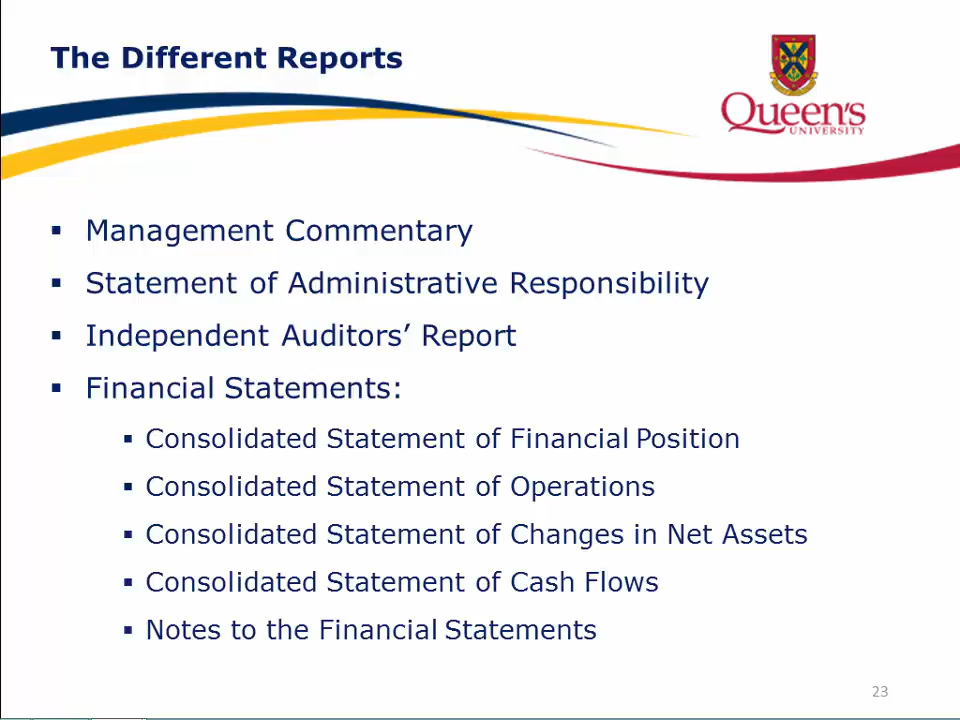 The Different Reports
Queen's
UNIVERSITY
▪ Management Commentary
▪ Statement of Administrative Responsibility
▪ Independent Auditors’ Report
▪ Financial Statements:
▪ Consolidated Statement of Financial Position
▪ Consolidated Statement of Operations
▪ Consolidated Statement of Changes in Net Assets
▪ Consolidated Statement of Cash Flows
▪ Notes to the Financial Statements
23